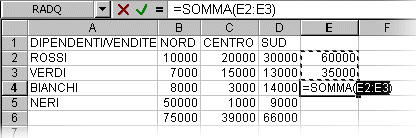 RADQ = =SOMMA(E2:E3)
A B C D E F
1 DIPENDENTI\VENDITE NORD CENTRO SUD
2 ROSSI 10000 20000 30000 60000
3 VERDI 7000 15000 13000 35000
4 BIANCHI 8000 3000 14000 =SOMMA(E2:E3)
5 NERI 50000 1000 9000
6 75000 39000 66000